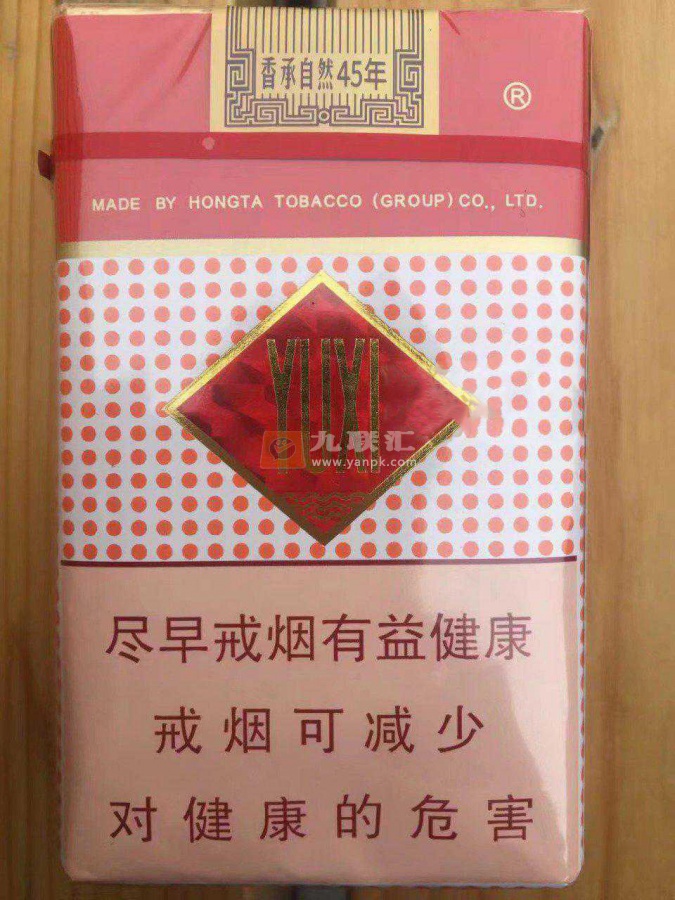 香承自然45年
®
MADE BY HONGTA TOBACCO (GROUP) CO., LTD.
YUXI
九联汇
www.yanpk.com
尽早戒烟有益健康
戒烟可减少
对健康的危害